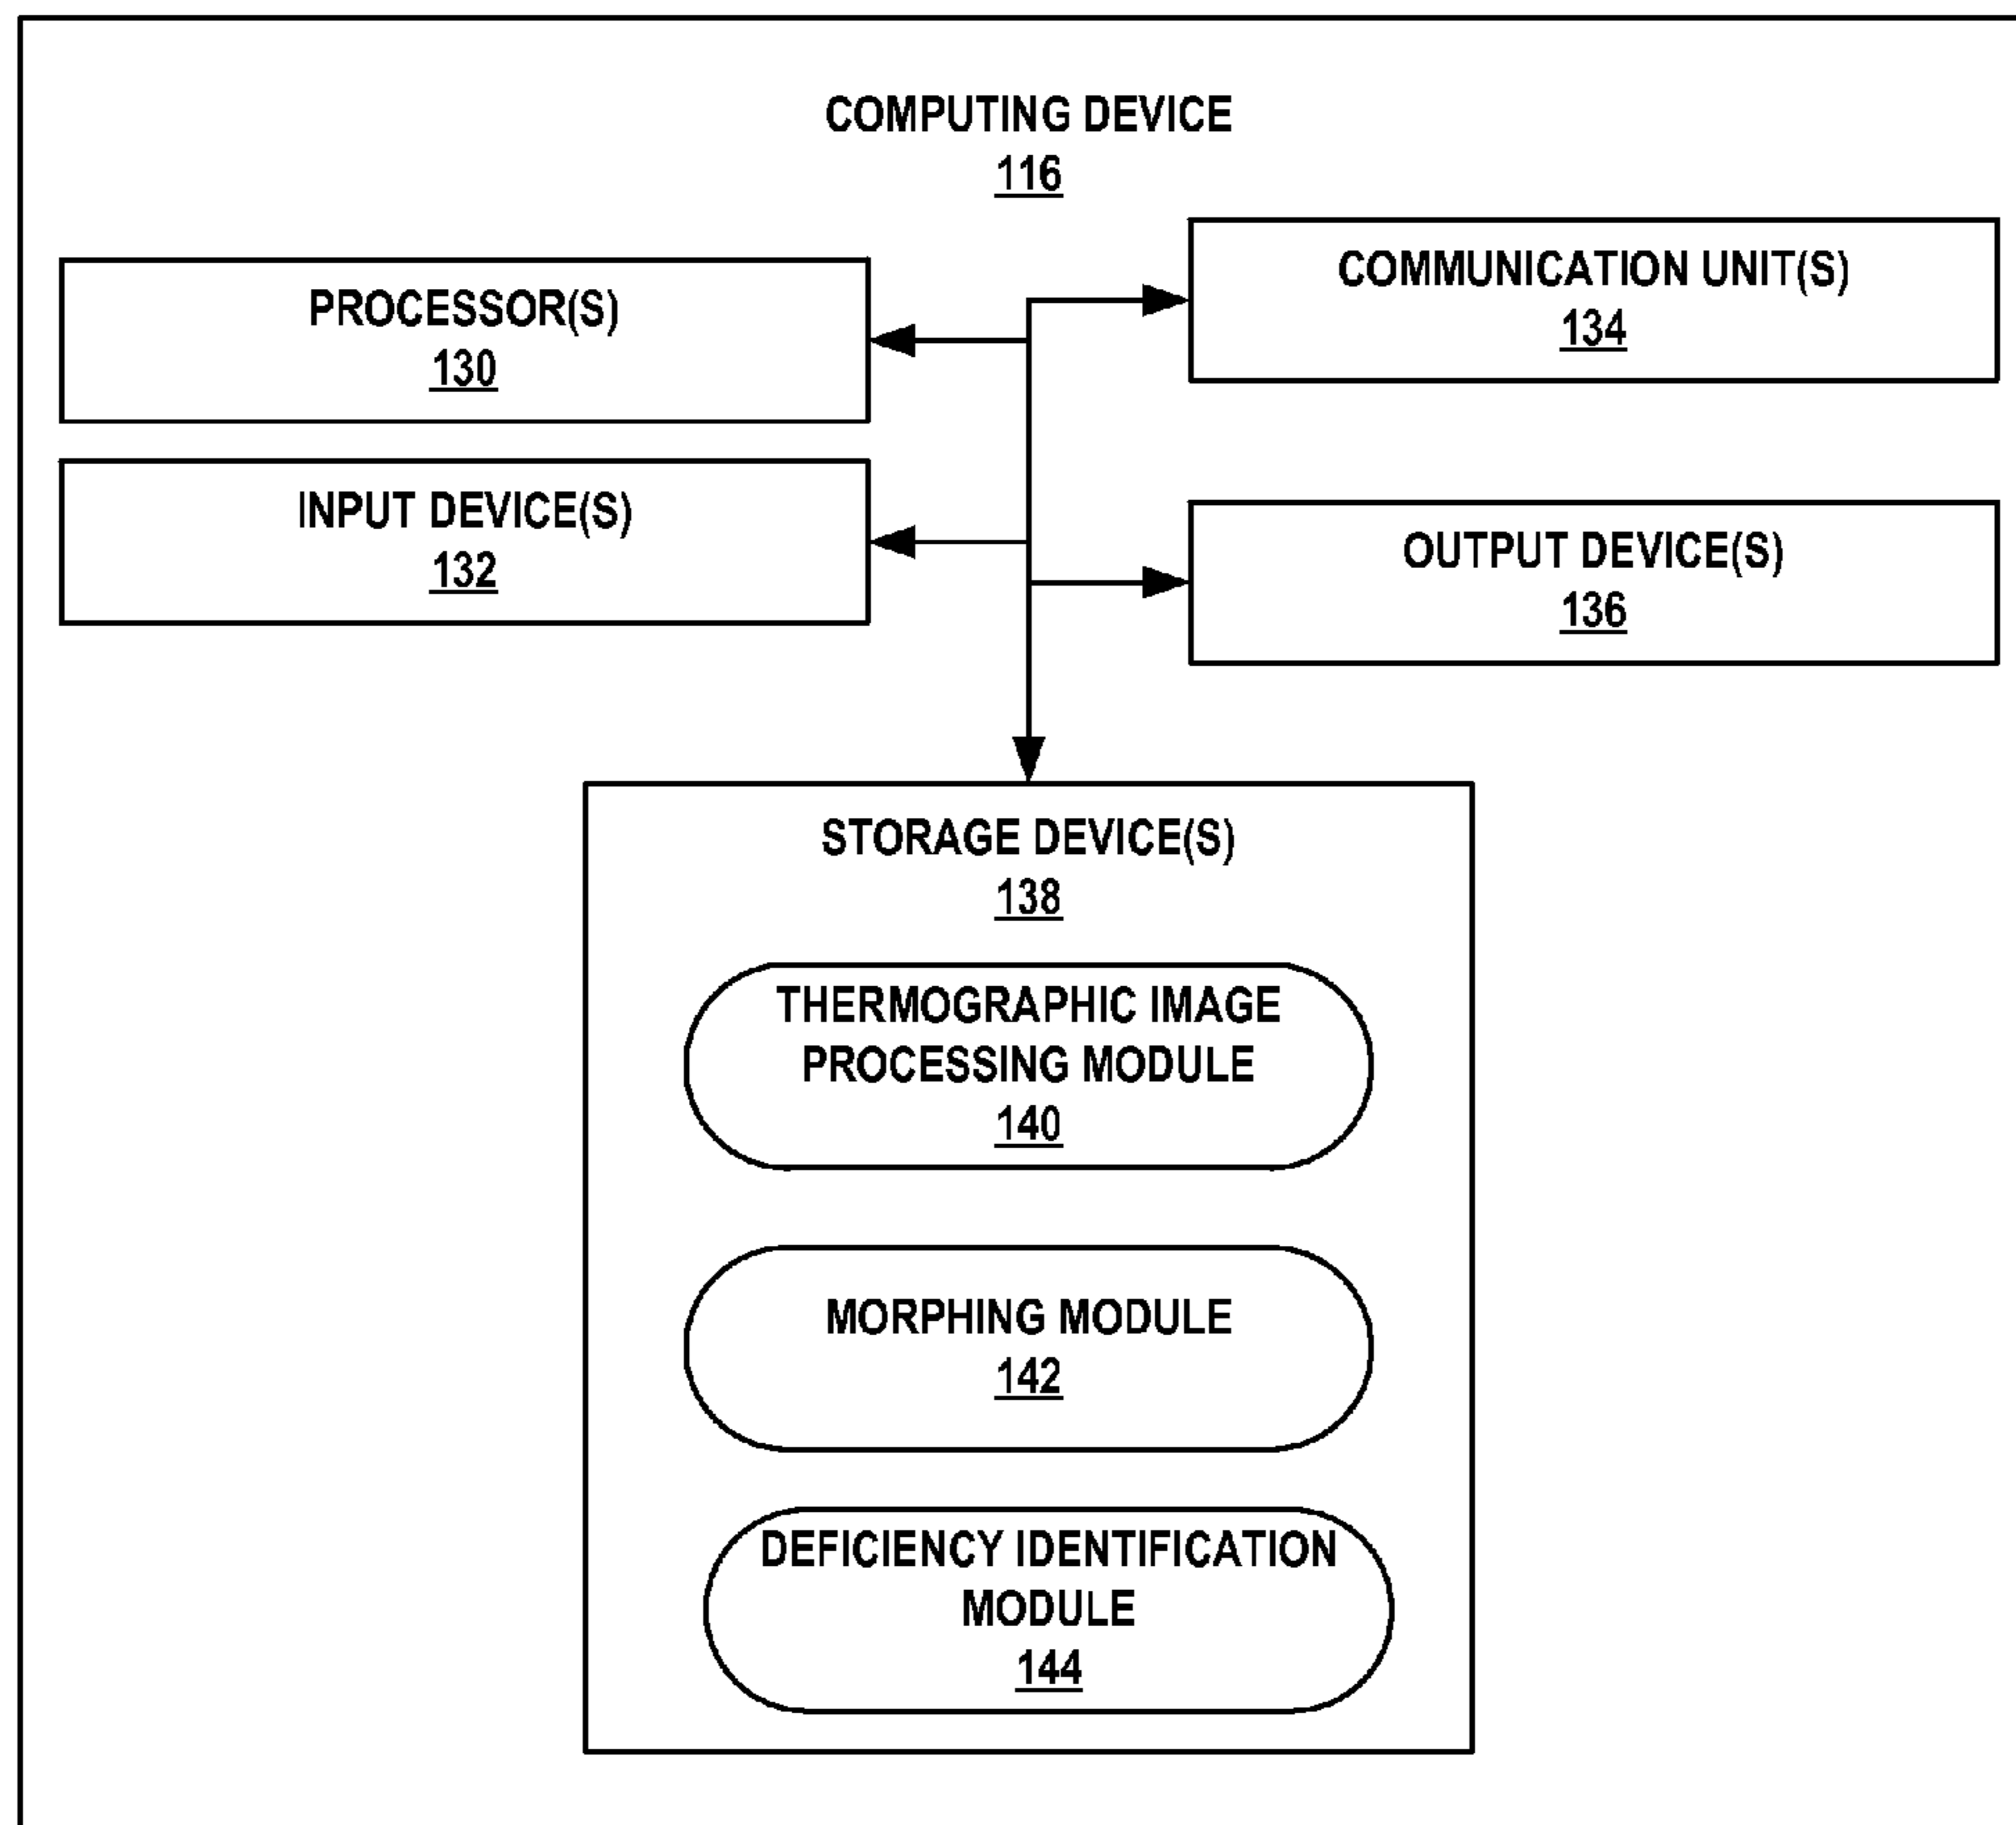 COMPUTING DEVICE
116
PROCESSOR(S)
130
COMMUNICATION UNIT(S)
134
INPUT DEVICE(S)
132
OUTPUT DEVICE(S)
136
STORAGE DEVICE(S)
138
THERMOGRAPHIC IMAGE
PROCESSING MODULE
140
MORPHING MODULE
142
DEFICIENCY IDENTIFICATION
MODULE
144